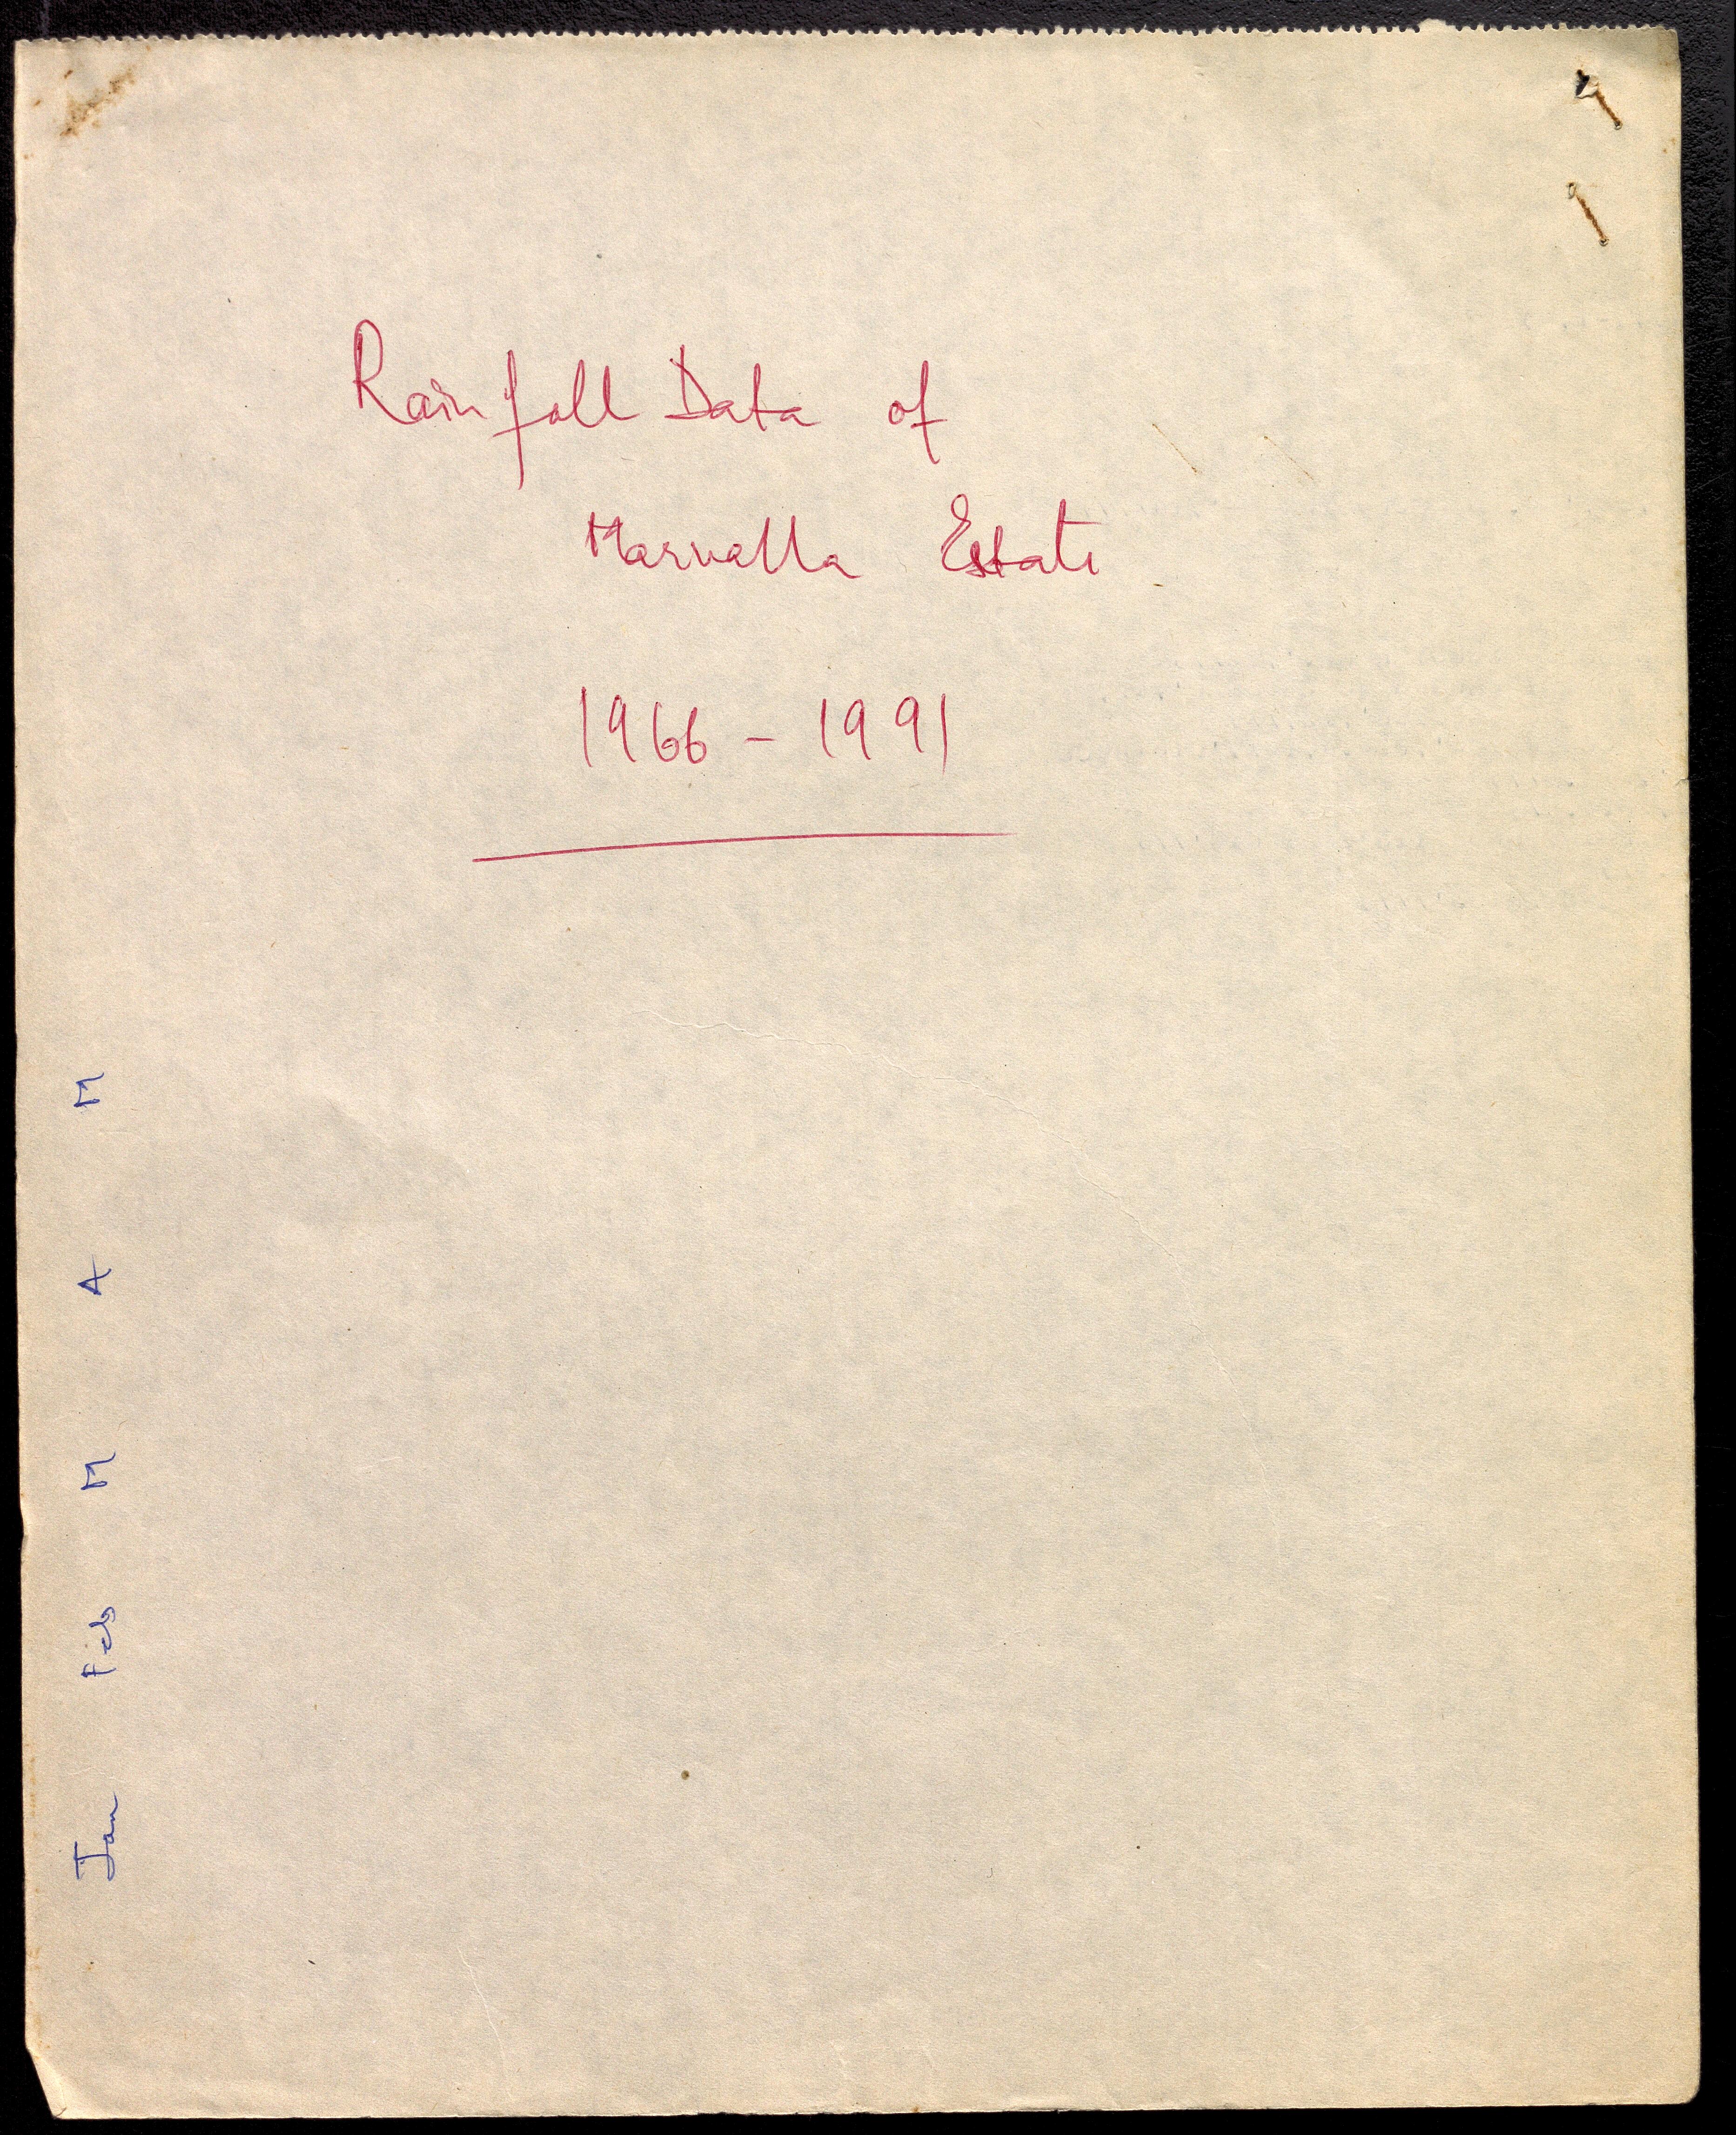 Rainfall Data of
Marvalla Estate
1966 - 1991
Jan Feb M A M